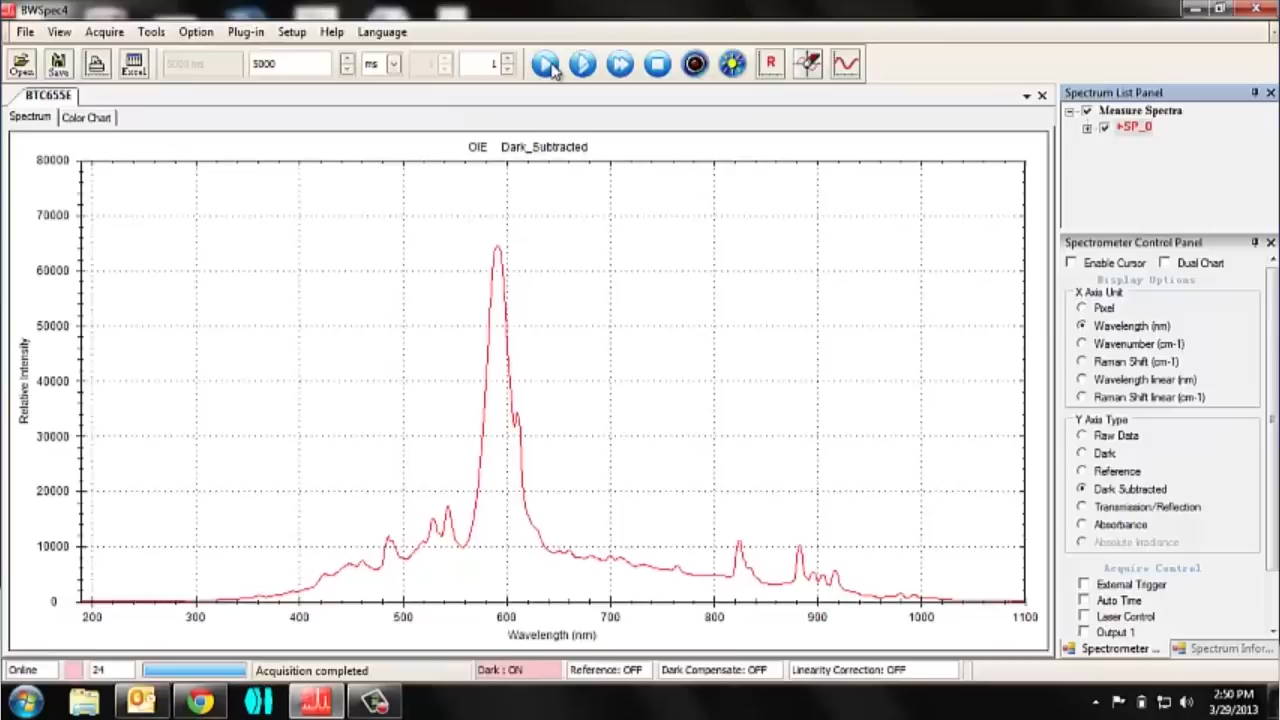 BWSpec4
File View Acquire Tools Option Plug-in Setup Help Language
Open Save Excel 5000 ms 5000 ms 1 1 R
BTC655E
Spectrum Color Chart
OIE Dark_Subtracted
80000
70000
60000
50000
40000
30000
20000
10000
0
Relative Intensity
200 300 400 500 600 700 800 900 1000 1100
Wavelength (nm)
Spectrum List Panel
Measure Spectra
+SP_0
Spectrometer Control Panel
Enable Cursor Dual Chart
Display Options
X Axis Unit
Pixel
Wavelength (nm)
Wavenumber (cm-1)
Raman Shift (cm-1)
Wavelength linear (nm)
Raman Shift linear (cm-1)
Y Axis Type
Raw Data
Dark
Reference
Dark Subtracted
Transmission/Reflection
Absorbance
Absolute Irradiance
Acquire Control
External Trigger
Auto Time
Laser Control
Output 1
Spectrometer ... Spectrum Infor...
Online 24 Acquisition completed Dark : ON Reference: OFF Dark Compensate: OFF Linearity Correction: OFF
2:50 PM
3/29/2013